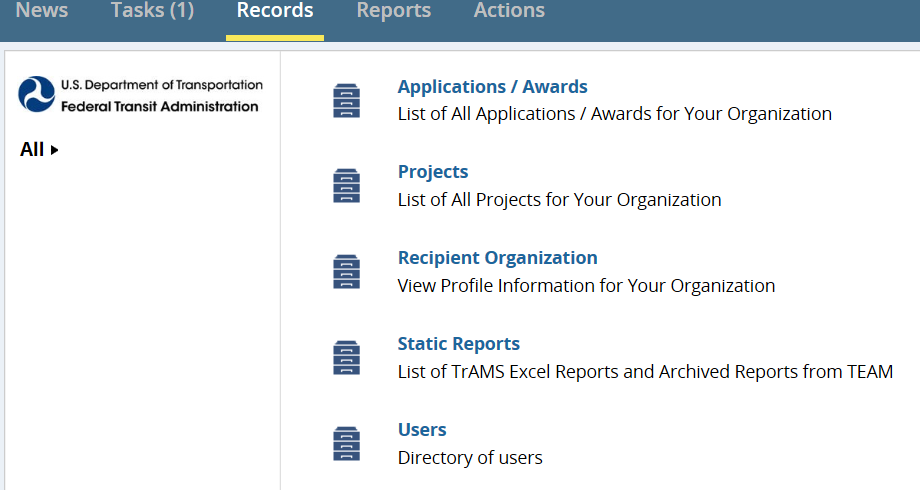 News Tasks (1) Records Reports Actions
U.S. Department of Transportation
Federal Transit Administration
All
Applications / Awards
List of All Applications / Awards for Your Organization
Projects
List of All Projects for Your Organization
Recipient Organization
View Profile Information for Your Organization
Static Reports
List of TrAMS Excel Reports and Archived Reports from TEAM
Users
Directory of users